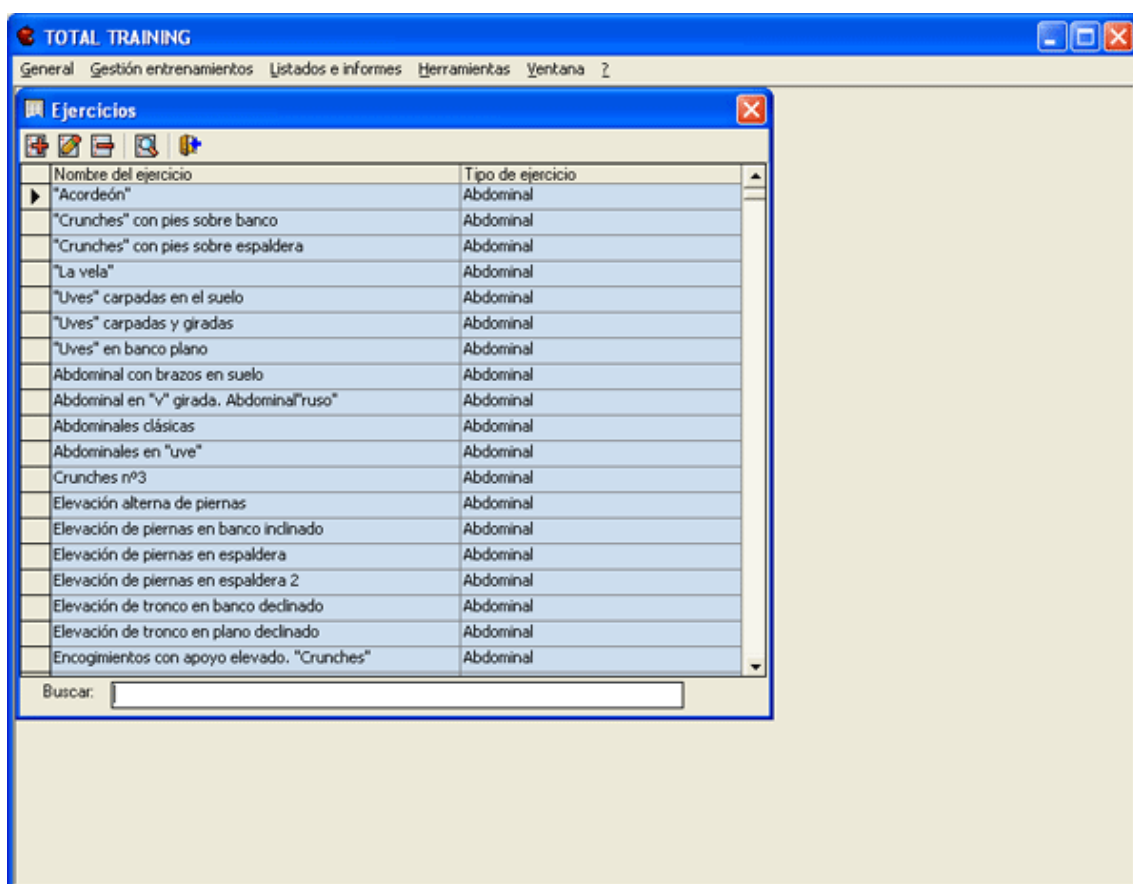 TOTAL TRAINING
General Gestión entrenamientos Listados e informes Herramientas Ventana ?
Ejercicios
Nombre del ejercicio Tipo de ejercicio
"Acordeón" Abdominal
"Crunches" con pies sobre banco Abdominal
"Crunches" con pies sobre espaldera Abdominal
"La vela" Abdominal
"Uves" carpadas en el suelo Abdominal
"Uves" carpadas y giradas Abdominal
"Uves" en banco plano Abdominal
Abdominal con brazos en suelo Abdominal
Abdominal en "v" girada. Abdominal"ruso" Abdominal
Abdominales clásicas Abdominal
Abdominales en "uve" Abdominal
Crunches nº3 Abdominal
Elevación alterna de piernas Abdominal
Elevación de piernas en banco inclinado Abdominal
Elevación de piernas en espaldera Abdominal
Elevación de piernas en espaldera 2 Abdominal
Elevación de tronco en banco declinado Abdominal
Elevación de tronco en plano declinado Abdominal
Encogimientos con apoyo elevado. "Crunches" Abdominal
Buscar: